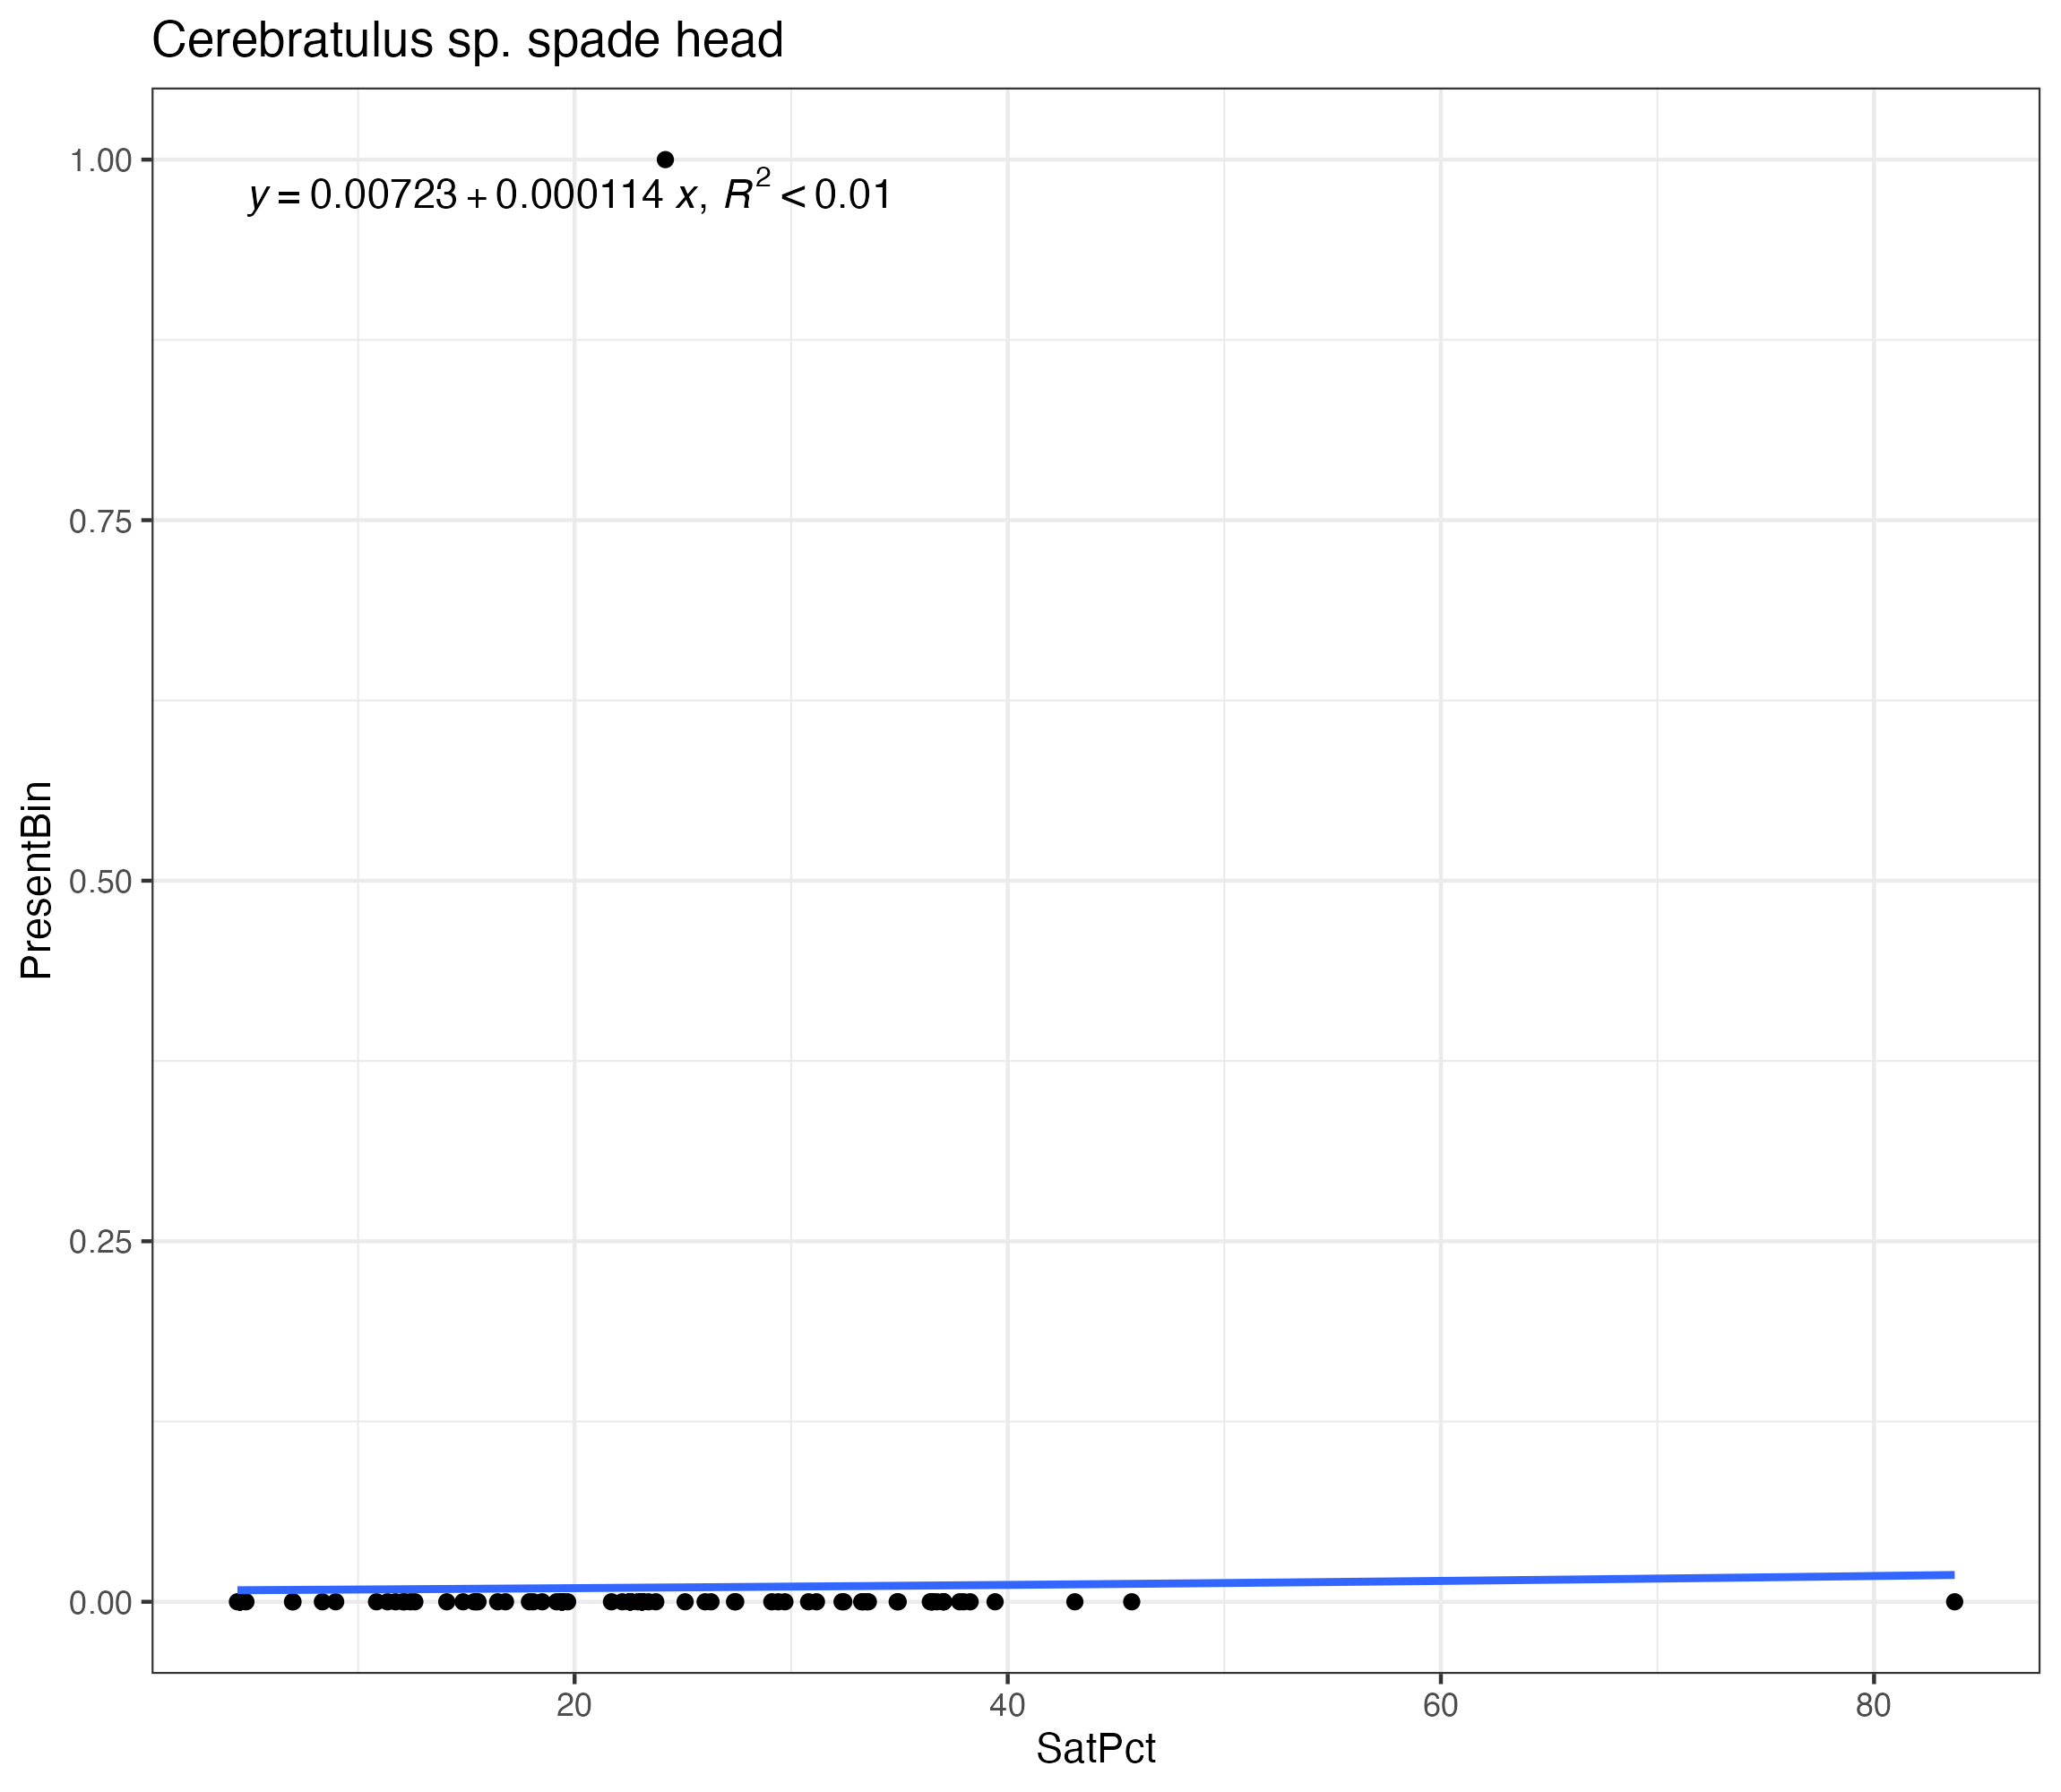 Cerebratulus sp. spade head
1.00
y = 0.00723 + 0.000114 x, R² < 0.01
0.75
0.50
0.25
0.00
PresentBin
20 40 60 80
SatPct